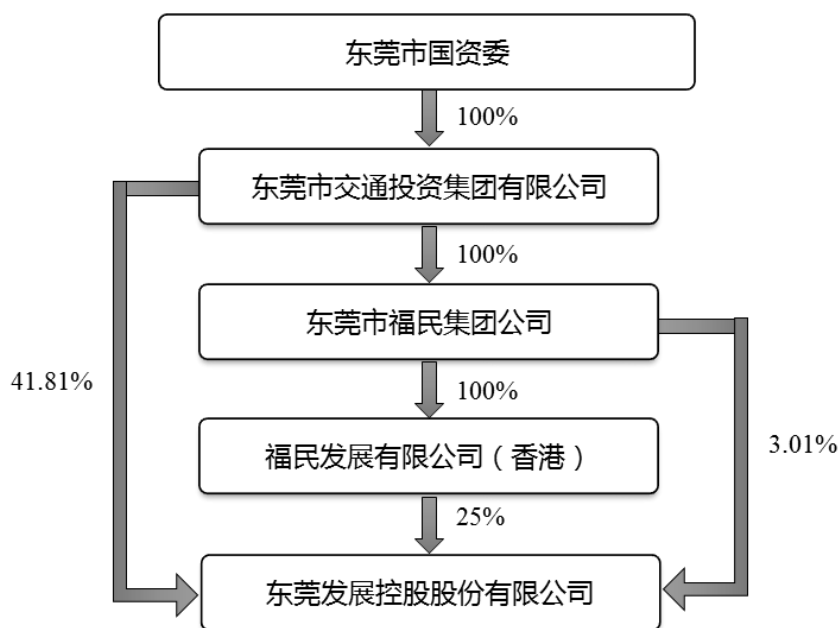 东莞市国资委
100%
东莞市交通投资集团有限公司
100%
东莞市福民集团公司
41.81%
100%
3.01%
福民发展有限公司（香港）
25%
东莞发展控股股份有限公司